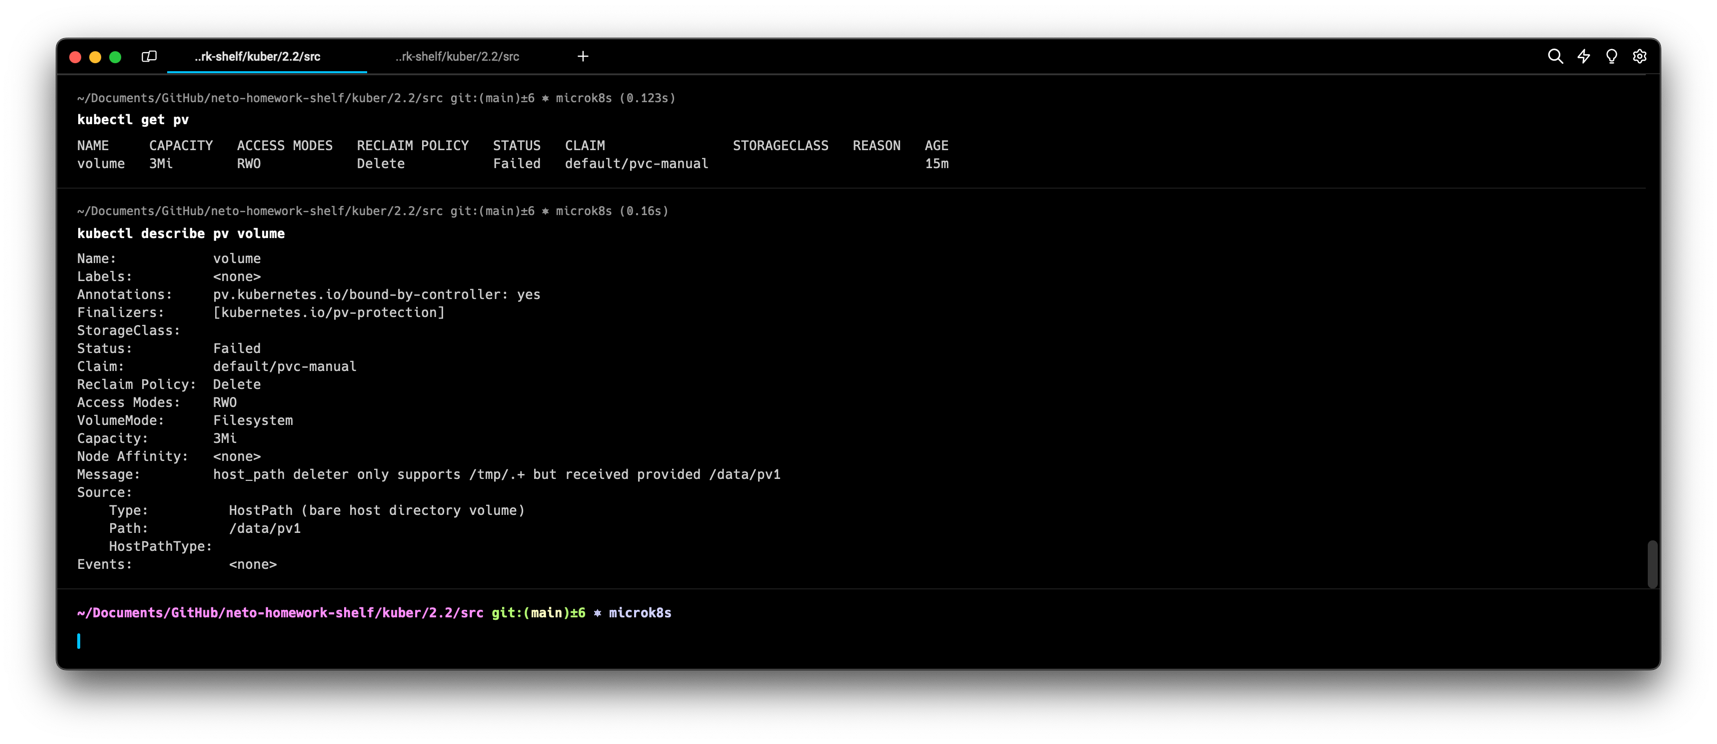 ..rk-shelf/kuber/2.2/src ..rk-shelf/kuber/2.2/src +
~/Documents/GitHub/neto-homework-shelf/kuber/2.2/src git:(main)±6 ⎈ microk8s (0.123s)
kubectl get pv
NAME CAPACITY ACCESS MODES RECLAIM POLICY STATUS CLAIM STORAGECLASS REASON AGE
volume 3Mi RWO Delete Failed default/pvc-manual 15m
~/Documents/GitHub/neto-homework-shelf/kuber/2.2/src git:(main)±6 ⎈ microk8s (0.16s)
kubectl describe pv volume
Name: volume
Labels: <none>
Annotations: pv.kubernetes.io/bound-by-controller: yes
Finalizers: [kubernetes.io/pv-protection]
StorageClass:
Status: Failed
Claim: default/pvc-manual
Reclaim Policy: Delete
Access Modes: RWO
VolumeMode: Filesystem
Capacity: 3Mi
Node Affinity: <none>
Message: host_path deleter only supports /tmp/.+ but received provided /data/pv1
Source:
Type: HostPath (bare host directory volume)
Path: /data/pv1
HostPathType:
Events: <none>
~/Documents/GitHub/neto-homework-shelf/kuber/2.2/src git:(main)±6 ⎈ microk8s